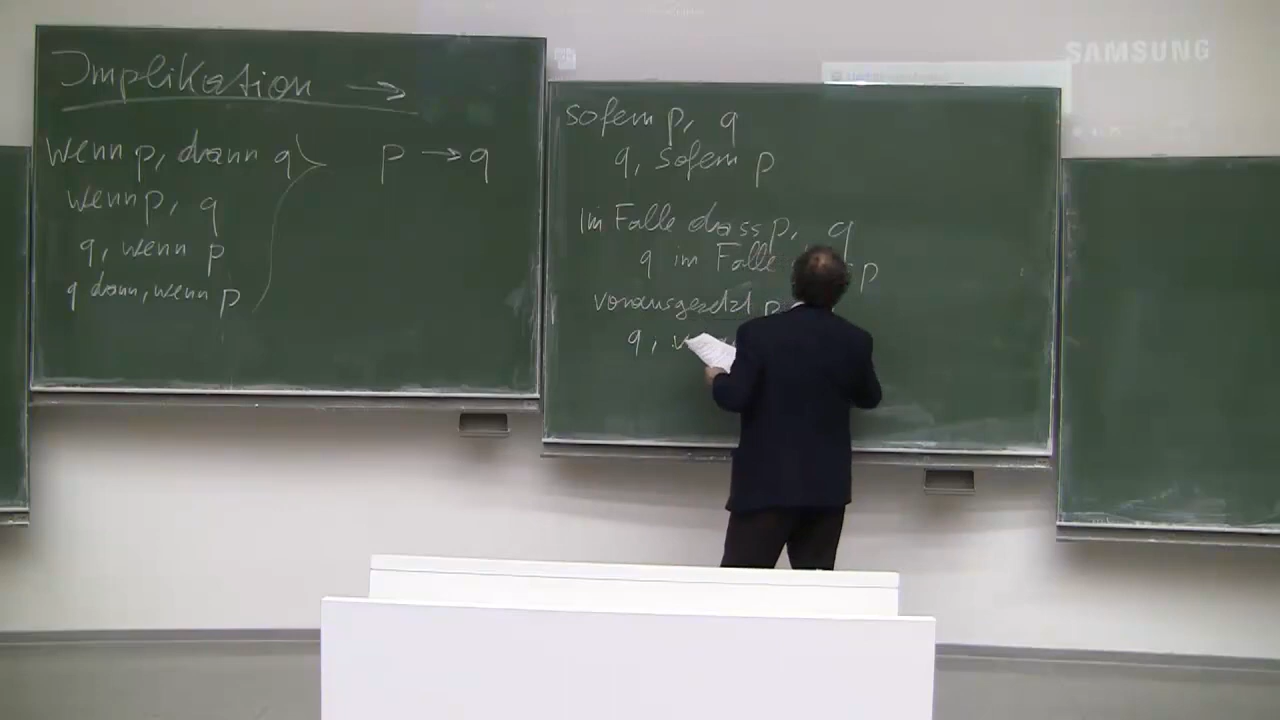 Implikation →
wenn p, dann q
p → q
wenn p, q
q, wenn p
q dann, wenn p
sofern p, q
q, sofern p
im Falle dass p, q
q im Falle p
vorausgesetzt p
q,
SAMSUNG